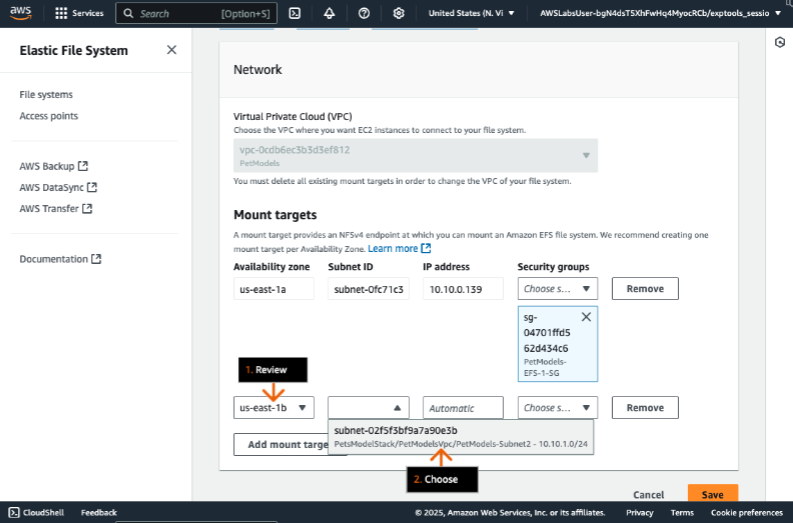 aws
Services
Search
[Option+S]
United States (N. Vi
AWSLabsUser-bgN4dsT5XhFwHq4MyocRCb/exptools_sessio
Elastic File System
File systems
Access points
AWS Backup
AWS DataSync
AWS Transfer
Documentation
Network
Virtual Private Cloud (VPC)
Choose the VPC where you want EC2 instances to connect to your file system.
vpc-0cdb6ec3b3d3ef812
PetModels
You must delete all existing mount targets in order to change the VPC of your file system.
Mount targets
A mount target provides an NFSv4 endpoint at which you can mount an Amazon EFS file system. We recommend creating one
mount target per Availability Zone. Learn more
Availability zone Subnet ID IP address Security groups
us-east-1a subnet-0fc71c3 10.10.0.139 Choose s... Remove
sg-
04701ffd5
62d434c6
PetModels-
EFS-1-SG
1. Review
us-east-1b Automatic Choose s... Remove
subnet-02f5f3bf9a7a90e3b
PetsModelStack/PetModelsVpc/PetModels-Subnet2 - 10.10.1.0/24
Add mount targe
2. Choose
Cancel Save
CloudShell Feedback © 2025, Amazon Web Services, Inc. or its affiliates. Privacy Terms Cookie preferences